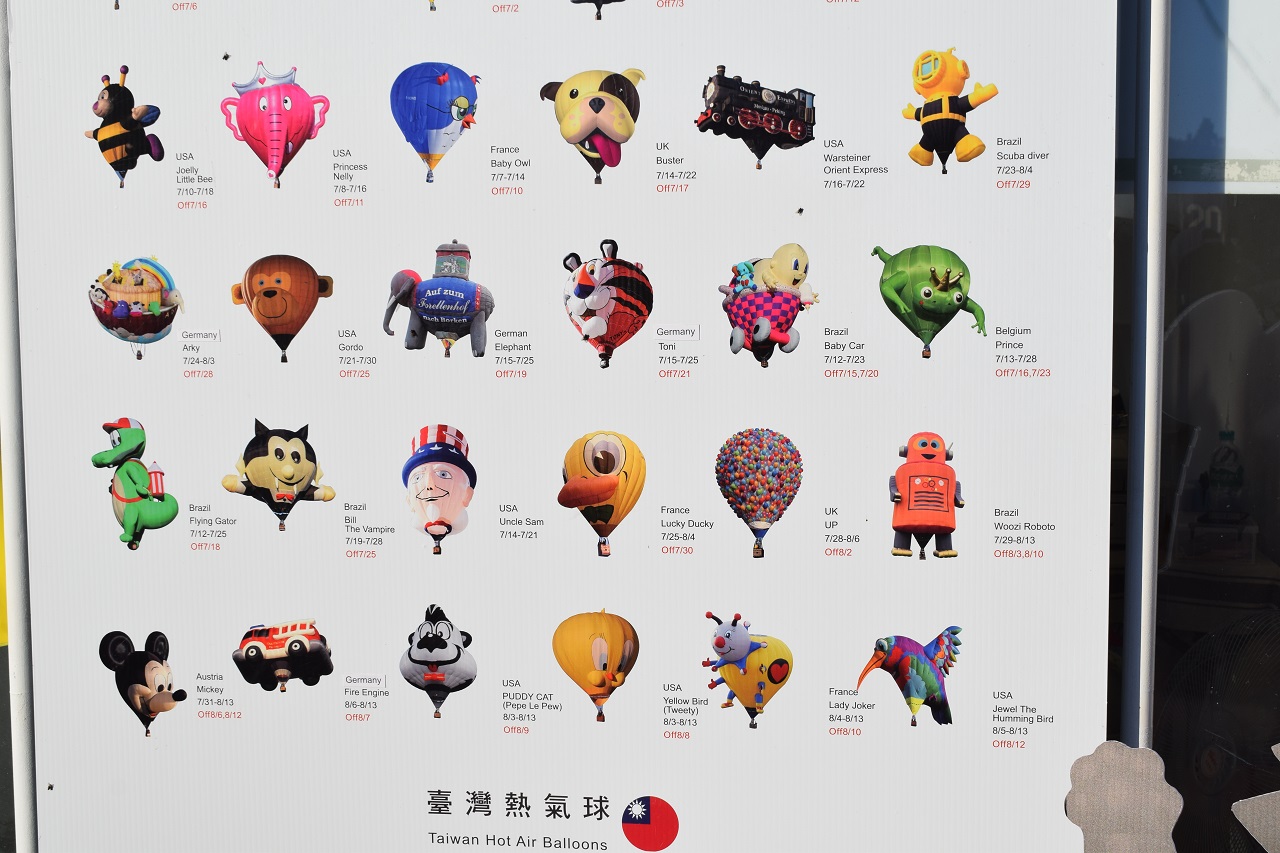 Off7/6
Off7/2
Off7/3
USA
Joelly
Little Bee
7/10-7/18
Off7/16
USA
Princess
Nelly
7/8-7/16
Off7/11
France
Baby Owl
7/7-7/14
Off7/10
UK
Buster
7/14-7/22
Off7/17
ORIENT EXPRESS
USA
Warsteiner
Orient Express
7/16-7/22
Brazil
Scuba diver
7/23-8/4
Off7/29
Germany
Arky
7/24-8/3
Off7/28
USA
Gordo
7/21-7/30
Off7/25
Auf zum
Forellenhof
nach Borken
German
Elephant
7/15-7/25
Off7/19
Germany
Toni
7/15-7/25
Off7/21
Brazil
Baby Car
7/12-7/23
Off7/15,7/20
Belgium
Prince
7/13-7/28
Off7/16,7/23
Brazil
Flying Gator
7/12-7/25
Off7/18
Brazil
Bill
The Vampire
7/19-7/28
Off7/25
USA
Uncle Sam
7/14-7/21
France
Lucky Ducky
7/25-8/4
Off7/30
UK
UP
7/28-8/6
Off8/2
Brazil
Woozi Roboto
7/29-8/13
Off8/3,8/10
Austria
Mickey
7/31-8/13
Off8/6,8/12
Germany
Fire Engine
8/6-8/13
Off8/7
USA
PUDDY CAT
(Pepe Le Pew)
8/3-8/13
Off8/9
USA
Yellow Bird
(Tweety)
8/3-8/13
Off8/8
France
Lady Joker
8/4-8/13
Off8/10
USA
Jewel The
Humming Bird
8/5-8/13
Off8/12
臺灣熱氣球
Taiwan Hot Air Balloons